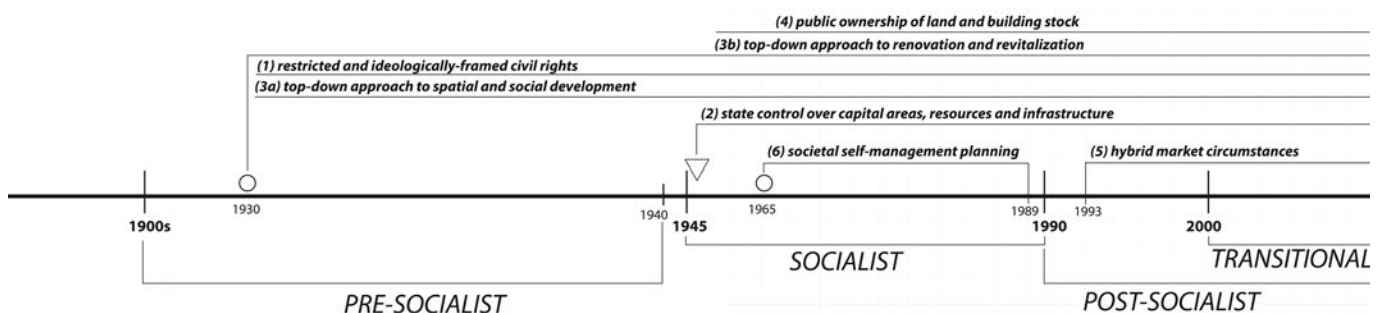 (4) public ownership of land and building stock
(3b) top-down approach to renovation and revitalization
(1) restricted and ideologically-framed civil rights
(3a) top-down approach to spatial and social development
(2) state control over capital areas, resources and infrastructure
(6) societal self-management planning
(5) hybrid market circumstances
1930
1940
1965
1989
1993
1900s
1945
1990
2000
SOCIALIST
TRANSITIONAL
PRE-SOCIALIST
POST-SOCIALIST